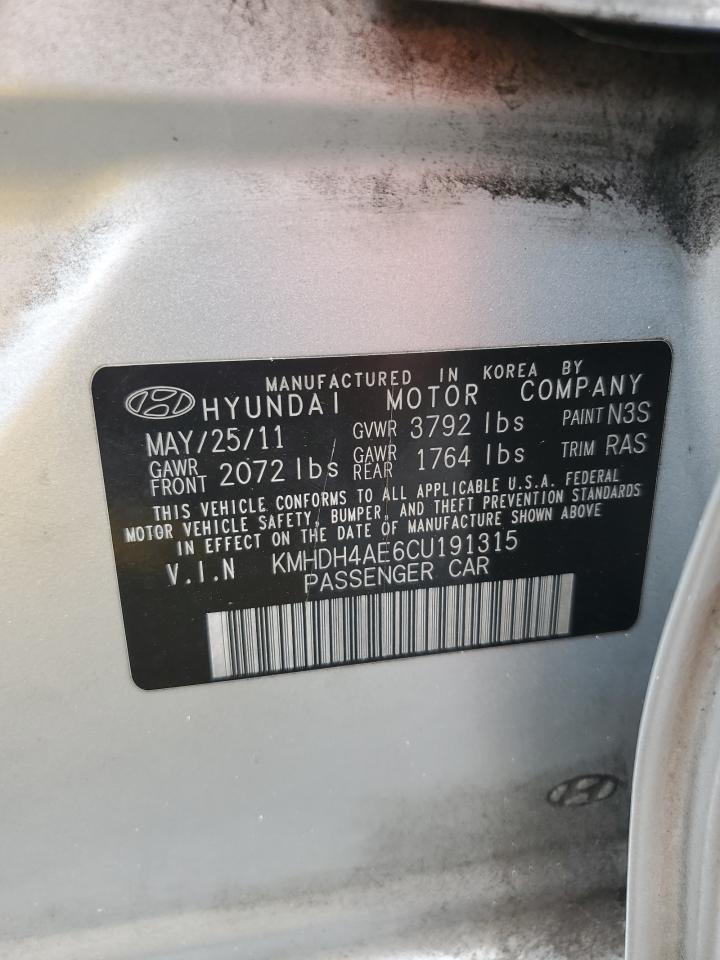 MANUFACTURED IN KOREA BY
HYUNDAI MOTOR COMPANY
MAY/25/11 GVWR 3792 lbs PAINT N3S
GAWR FRONT 2072 lbs GAWR REAR 1764 lbs TRIM RAS
THIS VEHICLE CONFORMS TO ALL APPLICABLE U.S.A. FEDERAL
MOTOR VEHICLE SAFETY, BUMPER, AND THEFT PREVENTION STANDARDS
IN EFFECT ON THE DATE OF MANUFACTURE SHOWN ABOVE
V.I.N KMHDH4AE6CU191315
PASSENGER CAR